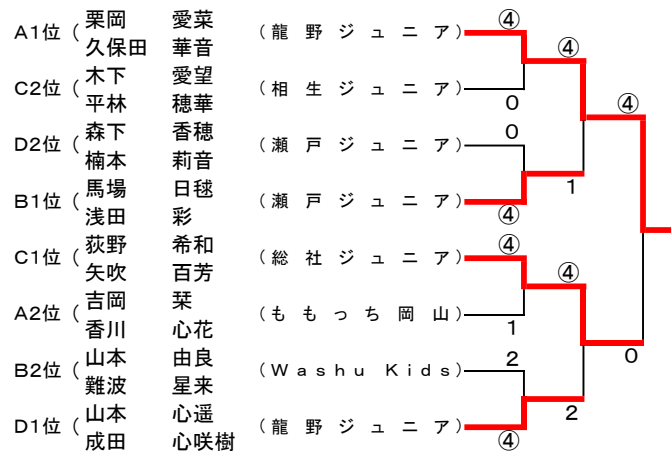 栗岡 愛菜 ④
A1位 ( (龍野ジュニア) ④
久保田 華音
木下 愛望
C2位 ( (相生ジュニア)
平林 穂華 0 ④
森下 香穂 0
D2位 ( (瀬戸ジュニア)
楠本 莉音
馬場 日毬 1
B1位 ( (瀬戸ジュニア)
浅田 彩 ④
荻野 希和 ④
C1位 ( (総社ジュニア) ④
矢吹 百芳
吉岡 栞
A2位 ( (ももっち岡山)
香川 心花 1
山本 由良 2 0
B2位 ( (Washu Kids)
難波 星来
山本 心遥 2
D1位 ( (龍野ジュニア)
成田 心咲樹 ④